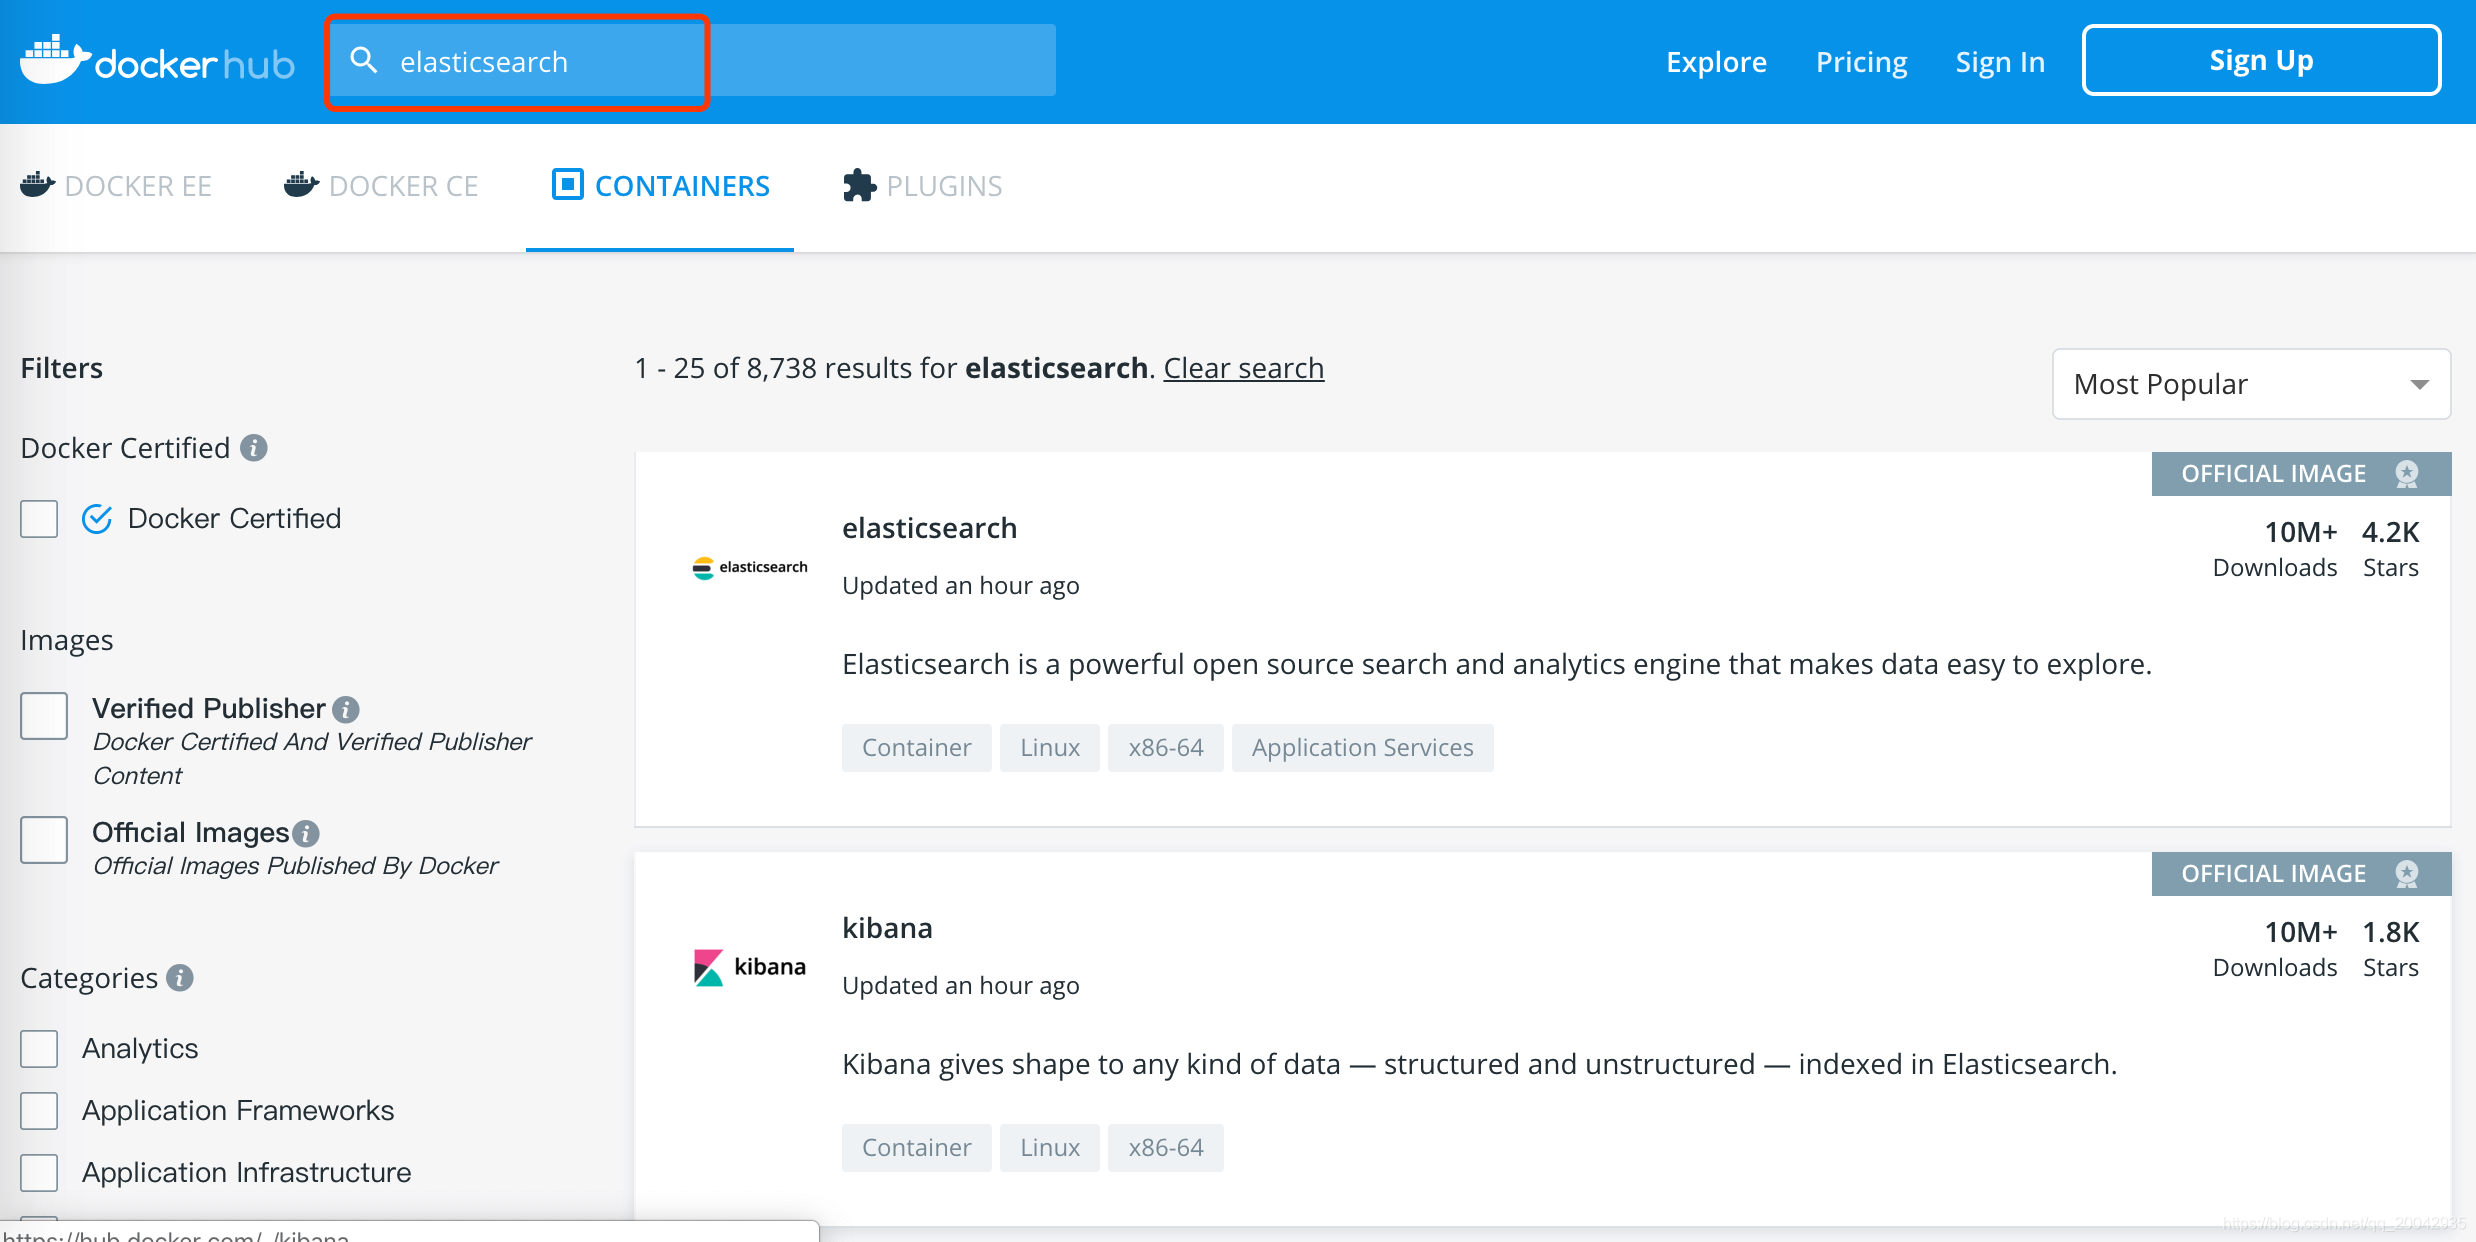 docker hub
elasticsearch
Explore
Pricing
Sign In
Sign Up
DOCKER EE
DOCKER CE
CONTAINERS
PLUGINS
Filters
Docker Certified
Docker Certified
Images
Verified Publisher
Docker Certified And Verified Publisher
Content
Official Images
Official Images Published By Docker
Categories
Analytics
Application Frameworks
Application Infrastructure
1 - 25 of 8,738 results for elasticsearch. Clear search
Most Popular
OFFICIAL IMAGE
elasticsearch
elasticsearch
Updated an hour ago
10M+ 4.2K
Downloads Stars
Elasticsearch is a powerful open source search and analytics engine that makes data easy to explore.
Container Linux x86-64 Application Services
OFFICIAL IMAGE
kibana
kibana
Updated an hour ago
10M+ 1.8K
Downloads Stars
Kibana gives shape to any kind of data — structured and unstructured — indexed in Elasticsearch.
Container Linux x86-64
https://hub.docker.com/_/kibana
https://blog.csdn.net/qq_20042935